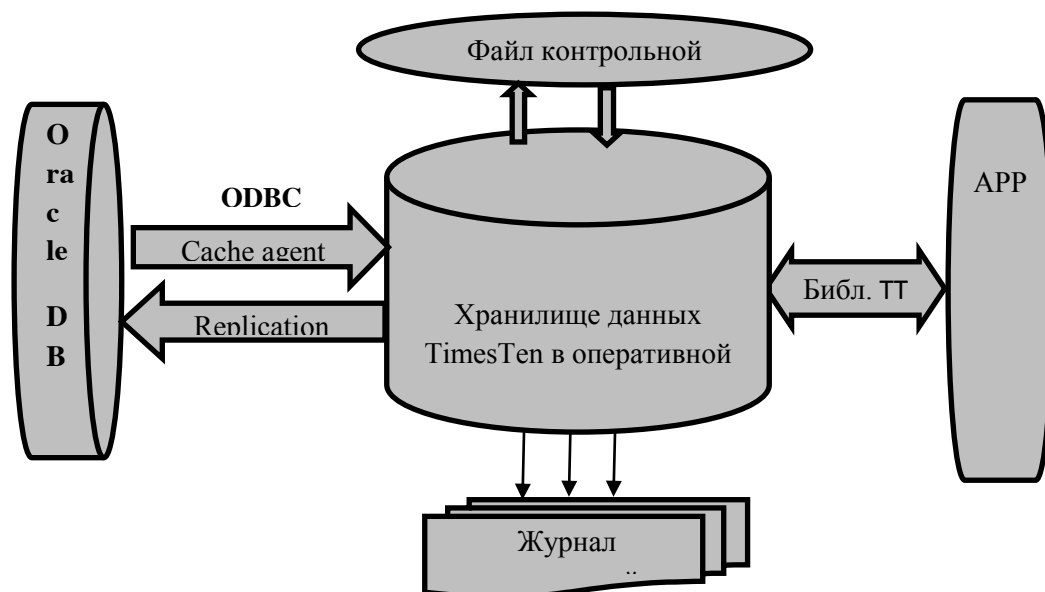 Файл контрольной
O
ra
c
le
D
B
ODBC
Cache agent
Replication
Хранилище данных
TimesTen в оперативной
Библ. TT
APP
Журнал